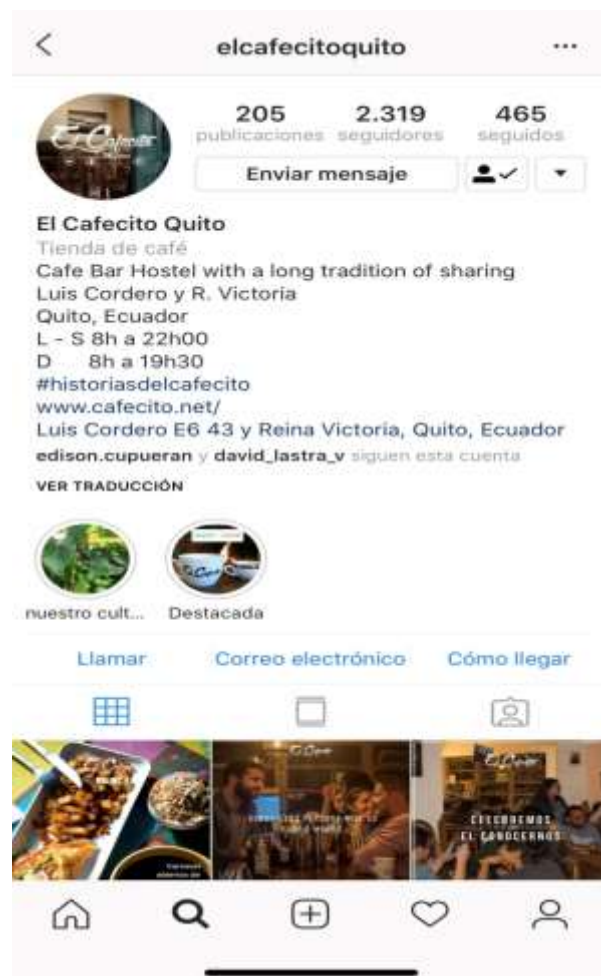 elcafecitoquito
El Cafecito
205 2.319 465
publicaciones seguidores seguidos
Enviar mensaje
El Cafecito Quito
Tienda de café
Cafe Bar Hostel with a long tradition of sharing
Luis Cordero y R. Victoria
Quito, Ecuador
L - S 8h a 22h00
D 8h a 19h30
#historiasdelcafecito
www.cafecito.net/
Luis Cordero E6 43 y Reina Victoria, Quito, Ecuador
edison.cupueran y david_lastra_v siguen esta cuenta
VER TRADUCCIÓN
nuestro cult... Destacada
Llamar Correo electrónico Cómo llegar
CELEBREMOS
EL CONOCERNOS